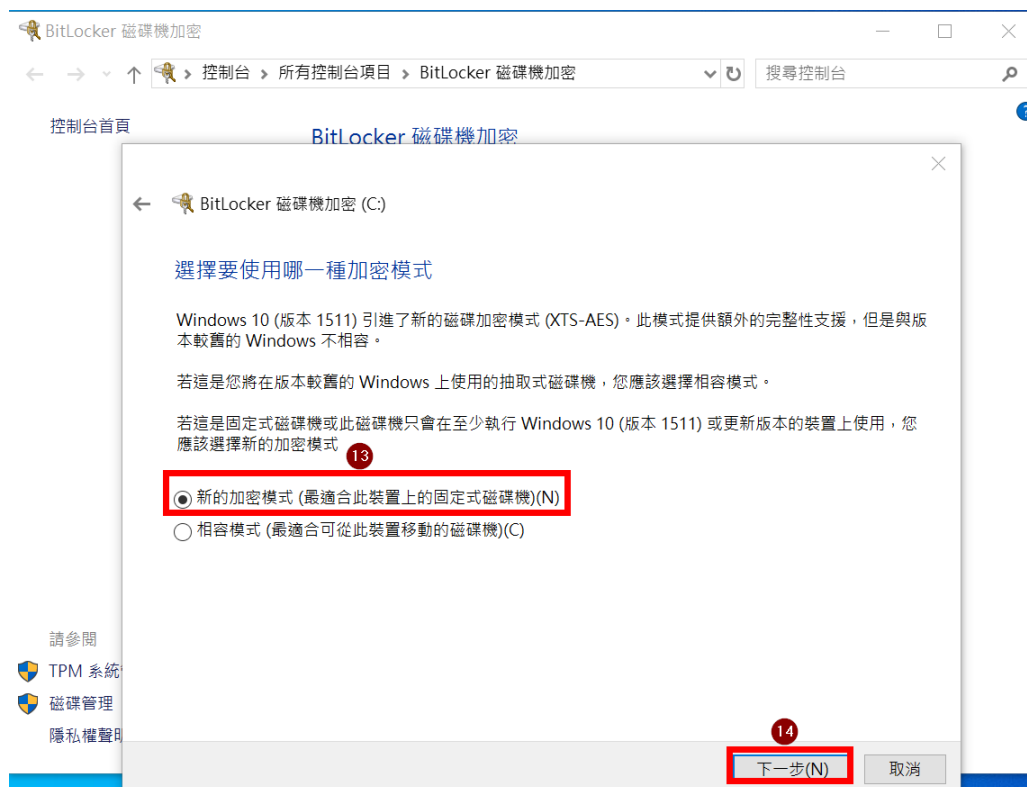 BitLocker 磁碟機加密
控制台 › 所有控制台項目 › BitLocker 磁碟機加密
搜尋控制台
?
控制台首頁
BitLocker 磁碟機加密
BitLocker 磁碟機加密 (C:)
選擇要使用哪一種加密模式
Windows 10 (版本 1511) 引進了新的磁碟加密模式 (XTS-AES)。此模式提供額外的完整性支援，但是與版
本較舊的 Windows 不相容。
若這是您將在版本較舊的 Windows 上使用的抽取式磁碟機，您應該選擇相容模式。
若這是固定式磁碟機或此磁碟機只會在至少執行 Windows 10 (版本 1511) 或更新版本的裝置上使用，您
應該選擇新的加密模式
13
新的加密模式 (最適合此裝置上的固定式磁碟機)(N)
相容模式 (最適合可從此裝置移動的磁碟機)(C)
請參閱
TPM 系統
磁碟管理
隱私權聲明
14
下一步(N)
取消